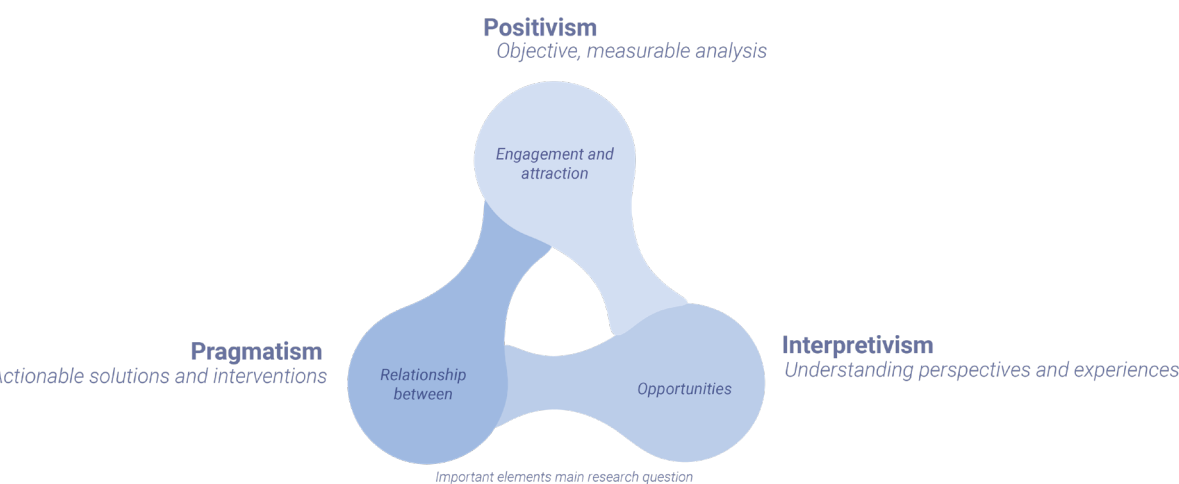 Positivism
Objective, measurable analysis
Engagement and
attraction
Pragmatism
Actionable solutions and interventions
Interpretivism
Understanding perspectives and experiences
Relationship
between
Opportunities
Important elements main research question